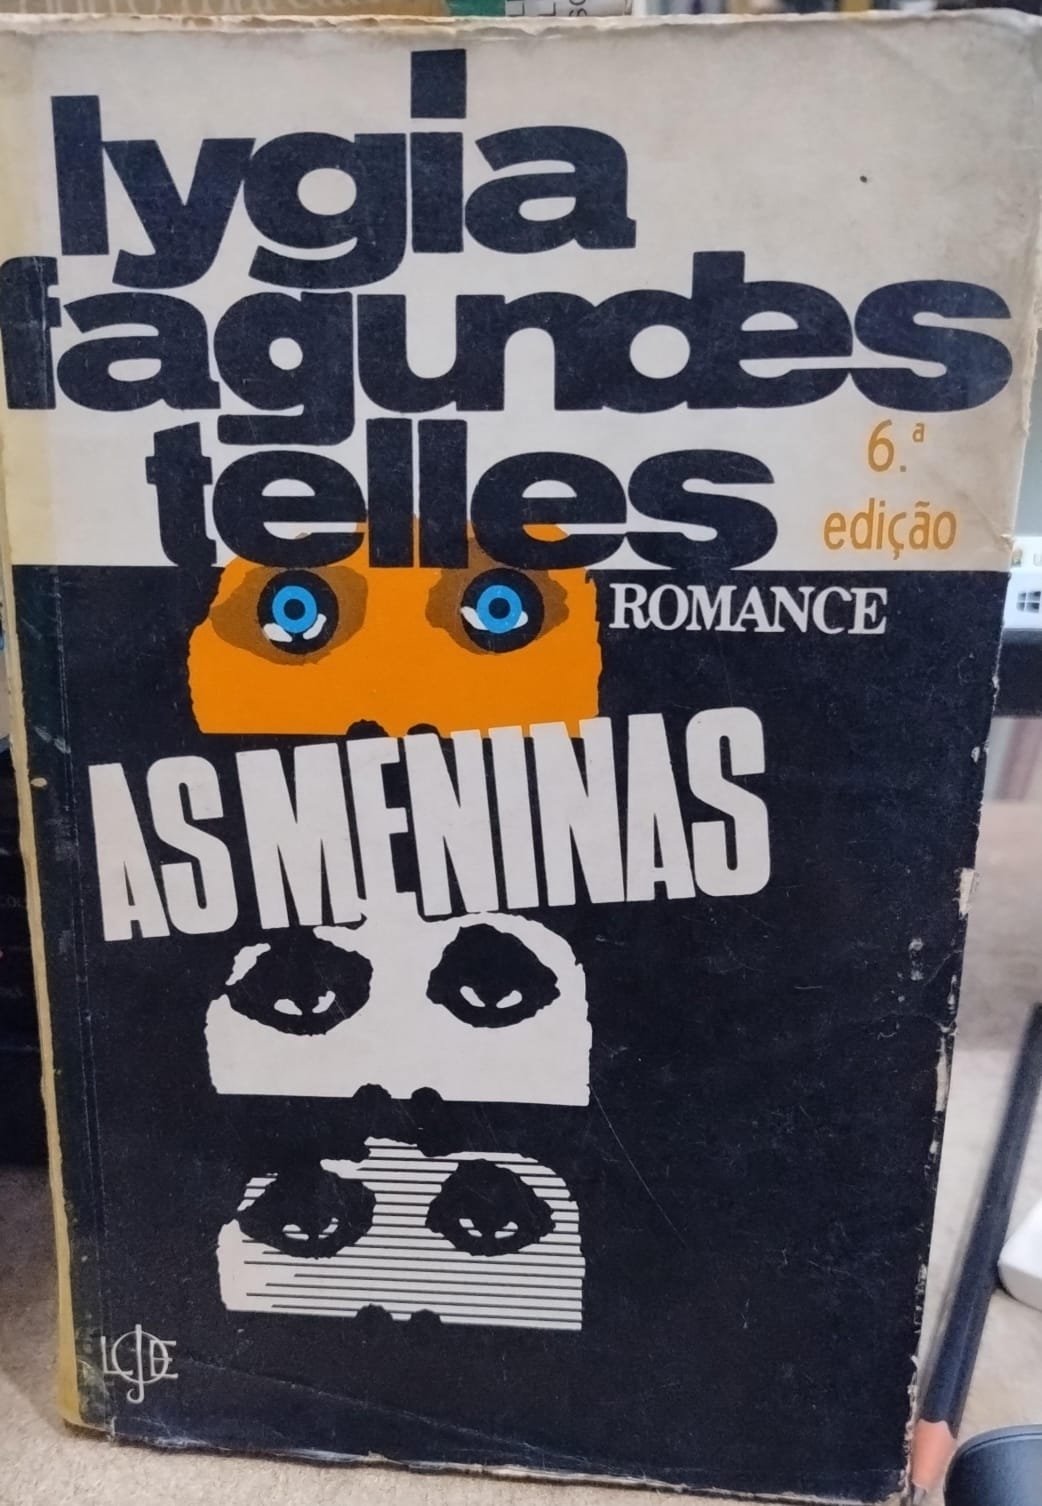 lygia
fagundes
telles
6.ª
edição
ROMANCE
AS MENINAS